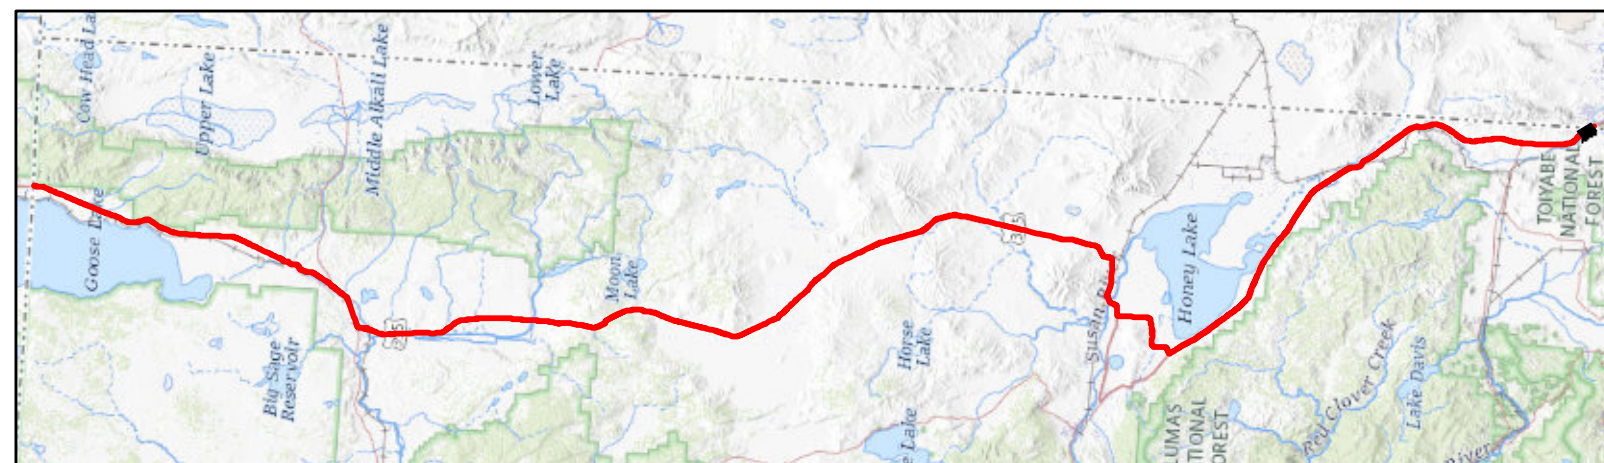 Cow Head La
Upper Lake
Middle Alkali Lake
Lower
Lake
Goose Lake
Big Sage
Reservoir
395
Moon
Lake
Horse
Lake
e Lake
395
Susan
Honey Lake
LUMAS
TIONAL
OREST
Red Clover Creek
Lake Davis
River
TOIYABE
NATIONAL
FOREST